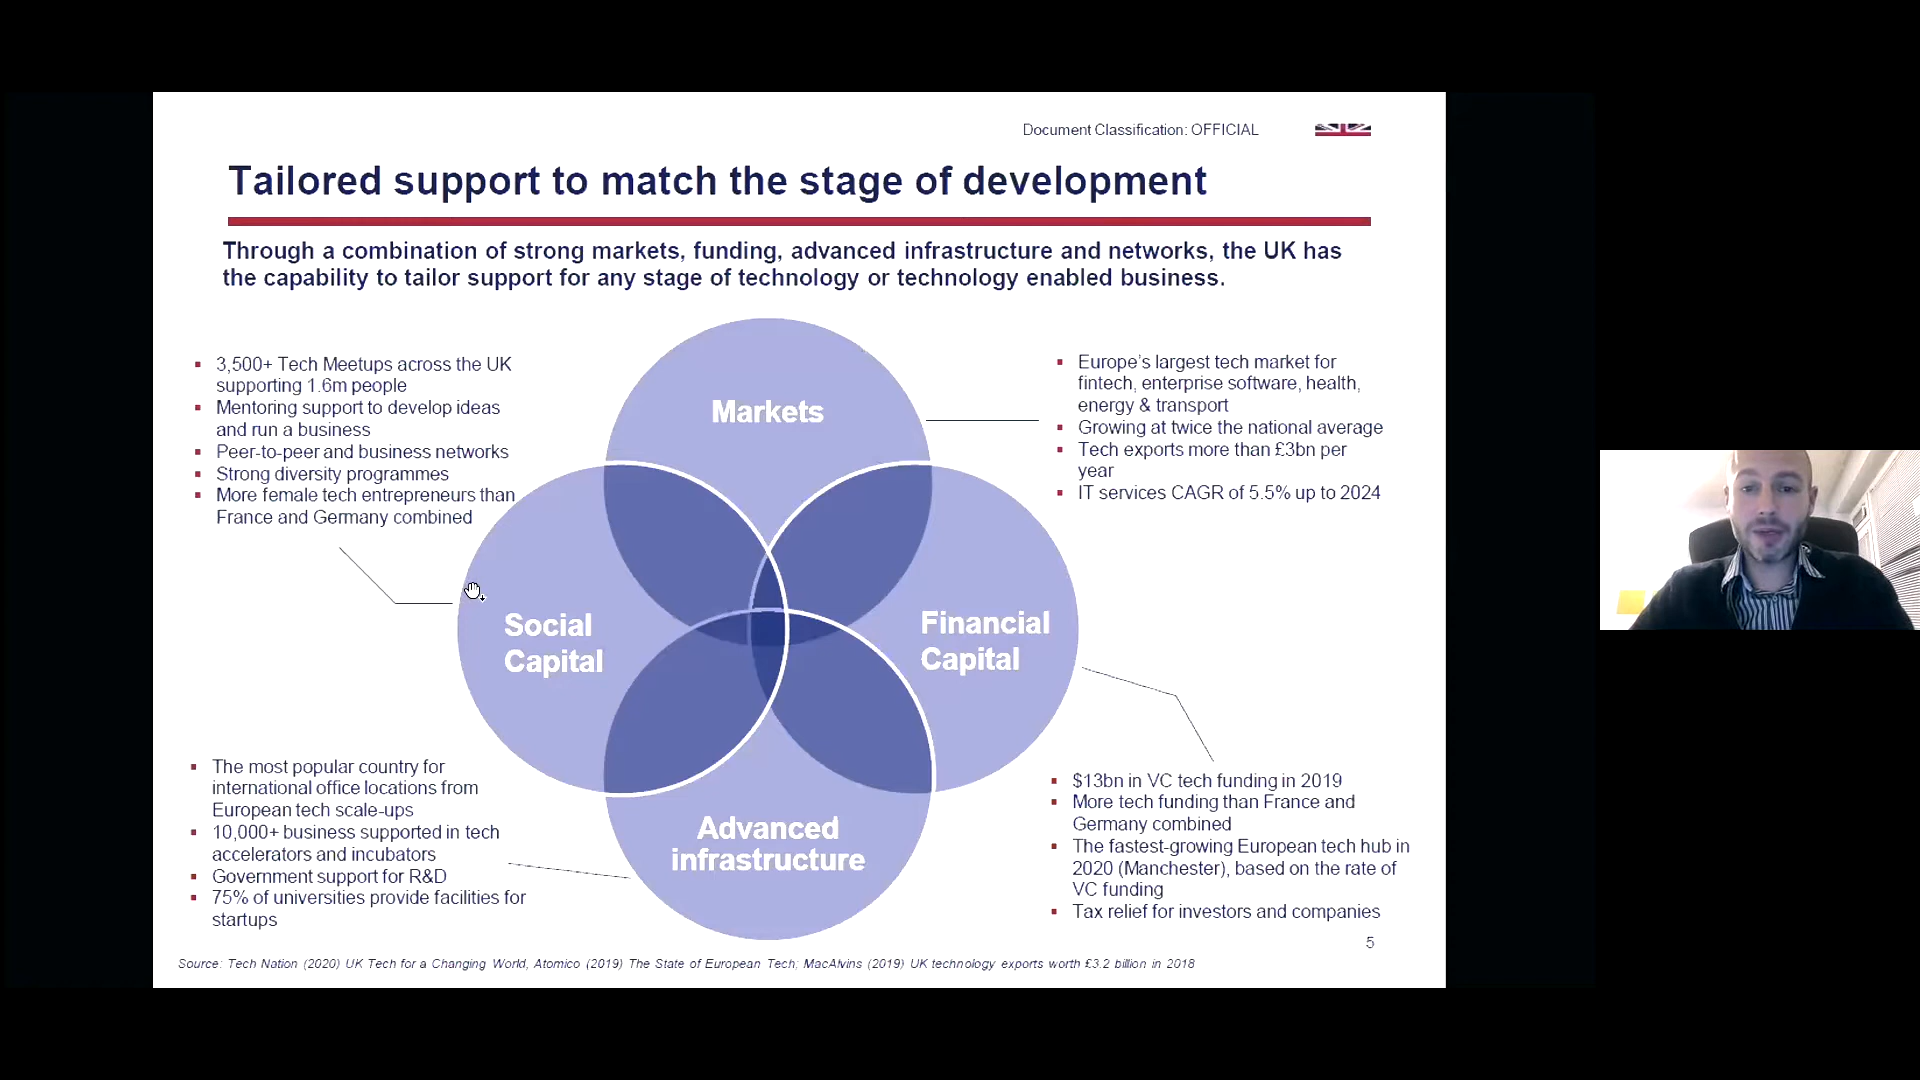 Document Classification: OFFICIAL
Tailored support to match the stage of development
Through a combination of strong markets, funding, advanced infrastructure and networks, the UK has
the capability to tailor support for any stage of technology or technology enabled business.
3,500+ Tech Meetups across the UK
supporting 1.6m people
Mentoring support to develop ideas
and run a business
Peer-to-peer and business networks
Strong diversity programmes
More female tech entrepreneurs than
France and Germany combined
Markets
Europe's largest tech market for
fintech, enterprise software, health,
energy & transport
Growing at twice the national average
Tech exports more than £3bn per
year
IT services CAGR of 5.5% up to 2024
Social
Capital
Financial
Capital
The most popular country for
international office locations from
European tech scale-ups
10,000+ business supported in tech
accelerators and incubators
Government support for R&D
75% of universities provide facilities for
startups
Advanced
infrastructure
$13bn in VC tech funding in 2019
More tech funding than France and
Germany combined
The fastest-growing European tech hub in
2020 (Manchester), based on the rate of
VC funding
Tax relief for investors and companies
5
Source: Tech Nation (2020) UK Tech for a Changing World, Atomico (2019) The State of European Tech; MacAlvins (2019) UK technology exports worth £3.2 billion in 2018